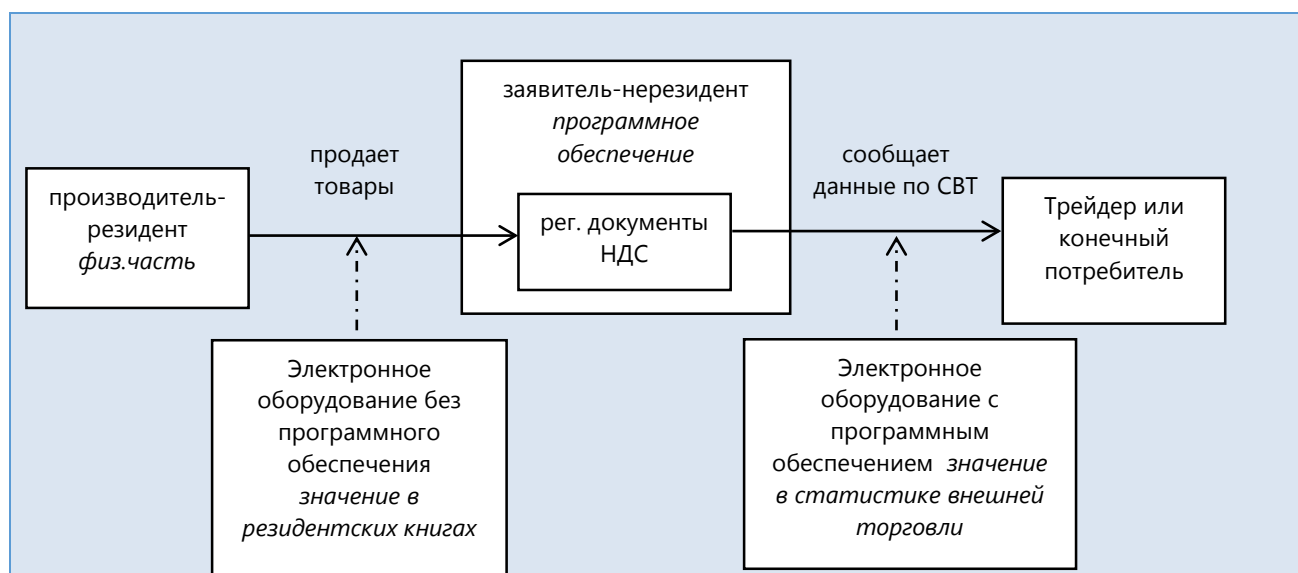 производитель-
резидент
физ.часть
продает
товары
заявитель-нерезидент
программное
обеспечение
рег. документы
НДС
сообщает
данные по СВТ
Трейдер или
конечный
потребитель
Электронное
оборудование без
программного
обеспечения
значение в
резидентских книгах
Электронное
оборудование с
программным
обеспечением значение
в статистике внешней
торговли